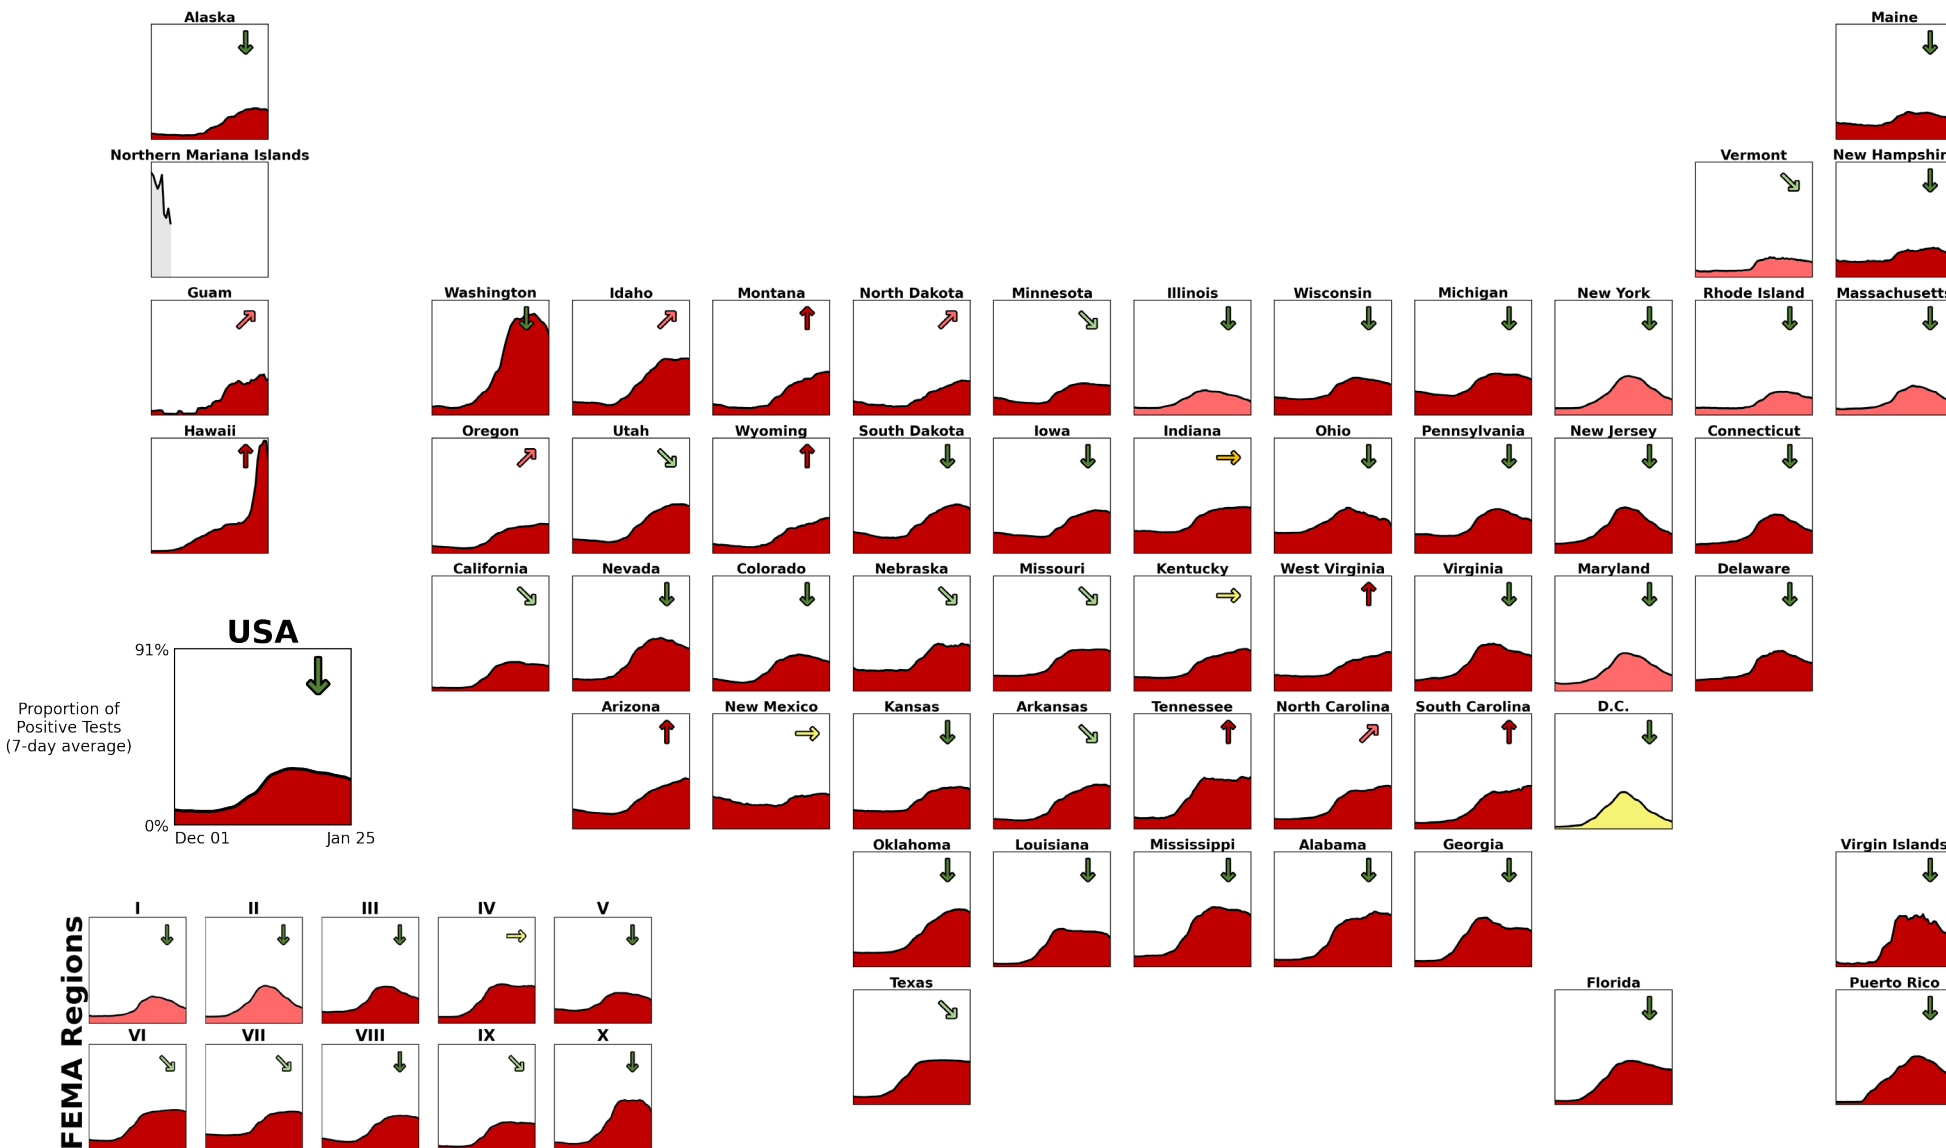 Alaska
Maine
Northern Mariana Islands
Vermont
New Hampshir
Guam
Washington
Idaho
Montana
North Dakota
Minnesota
Illinois
Wisconsin
Michigan
New York
Rhode Island
Massachusetts
Hawaii
Oregon
Utah
Wyoming
South Dakota
Iowa
Indiana
Ohio
Pennsylvania
New Jersey
Connecticut
California
Nevada
Colorado
Nebraska
Missouri
Kentucky
West Virginia
Virginia
Maryland
Delaware
USA
91%
Proportion of
Positive Tests
(7-day average)
0%
Dec 01
Jan 25
Arizona
New Mexico
Kansas
Arkansas
Tennessee
North Carolina
South Carolina
D.C.
Oklahoma
Louisiana
Mississippi
Alabama
Georgia
Virgin Islands
Texas
Florida
Puerto Rico
FEMA Regions
I
II
III
IV
V
VI
VII
VIII
IX
X